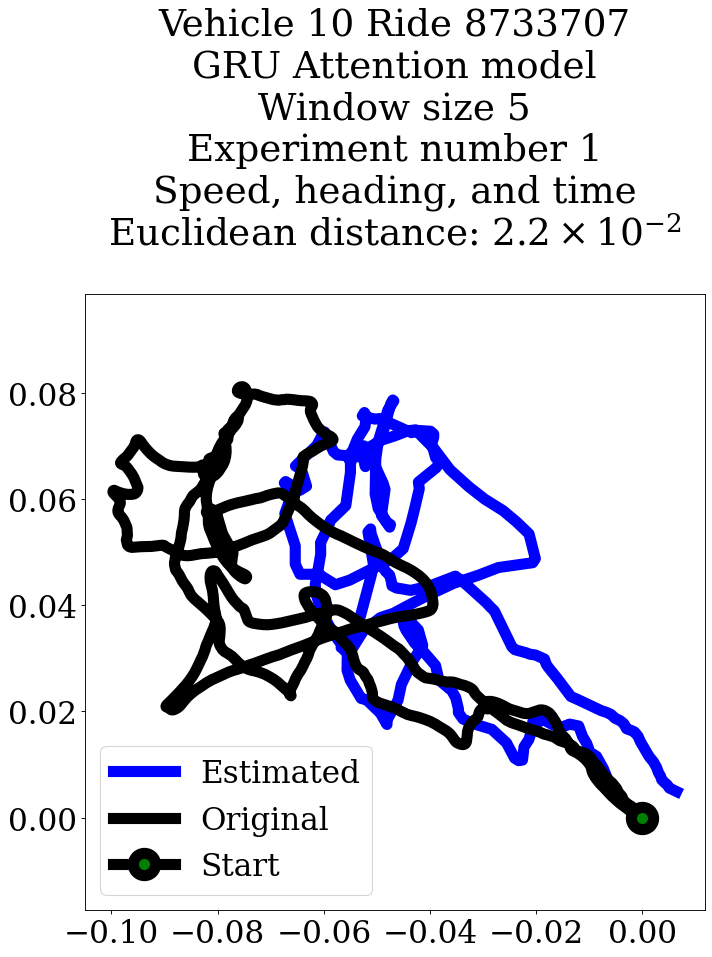 Vehicle 10 Ride 8733707
GRU Attention model
Window size 5
Experiment number 1
Speed, heading, and time
Euclidean distance: 2.2 × 10⁻²
0.08
0.06
0.04
0.02
0.00
Estimated
Original
Start
−0.10 −0.08 −0.06 −0.04 −0.02 0.00